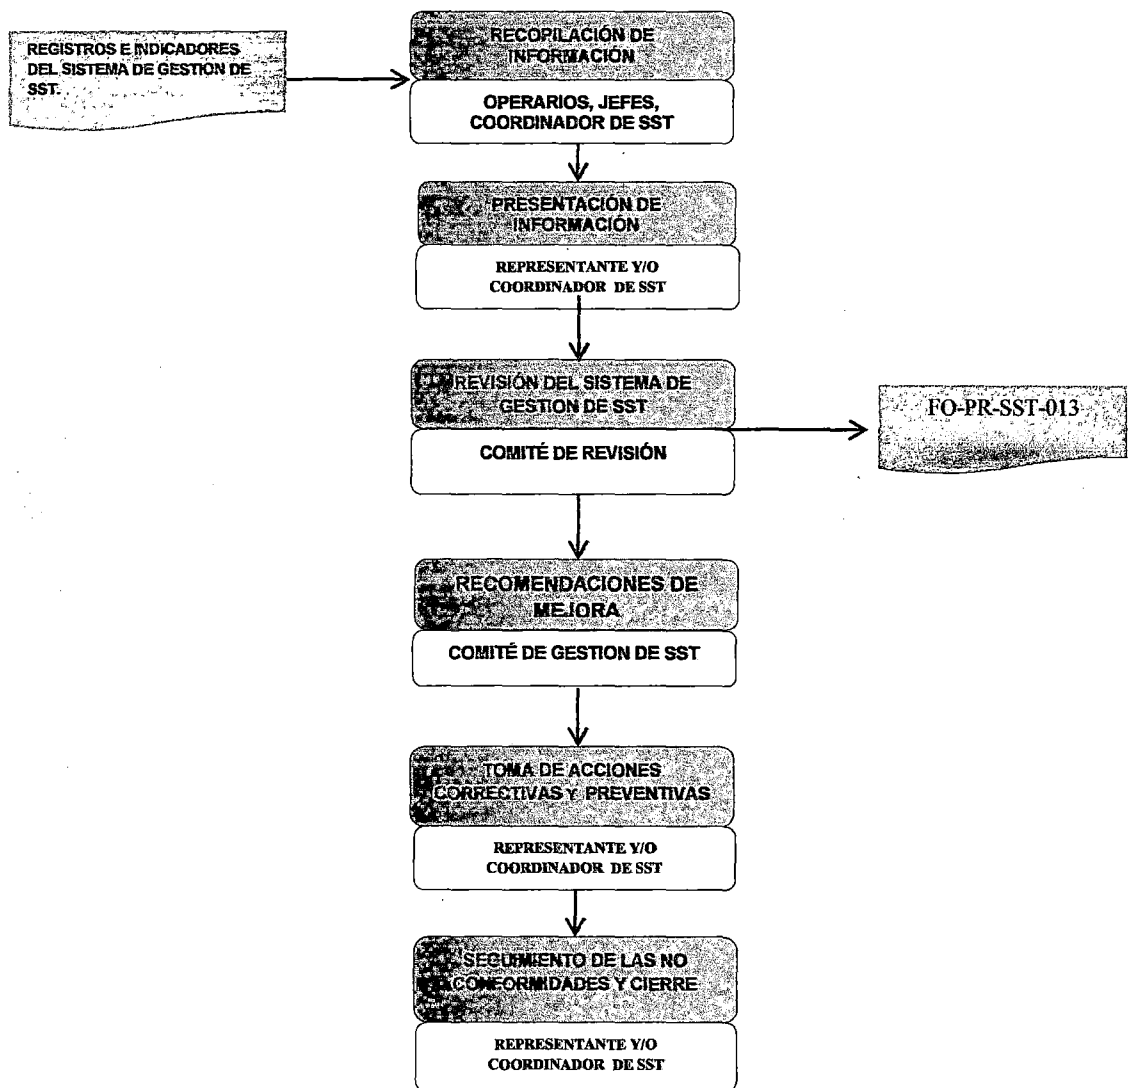 REGISTROS E INDICADORES
DEL SISTEMA DE GESTION DE
SST.
RECOPILACIÓN DE
INFORMACIÓN
OPERARIOS, JEFES,
COORDINADOR DE SST
PRESENTACIÓN DE
INFORMACIÓN
REPRESENTANTE Y/O
COORDINADOR DE SST
REVISIÓN DEL SISTEMA DE
GESTION DE SST
FO-PR-SST-013
COMITÉ DE REVISIÓN
RECOMENDACIONES DE
MEJORA
COMITÉ DE GESTION DE SST
TOMA DE ACCIONES
CORRECTIVAS Y PREVENTIVAS
REPRESENTANTE Y/O
COORDINADOR DE SST
SEGUIMIENTO DE LAS NO
CONFORMIDADES Y CIERRE
REPRESENTANTE Y/O
COORDINADOR DE SST